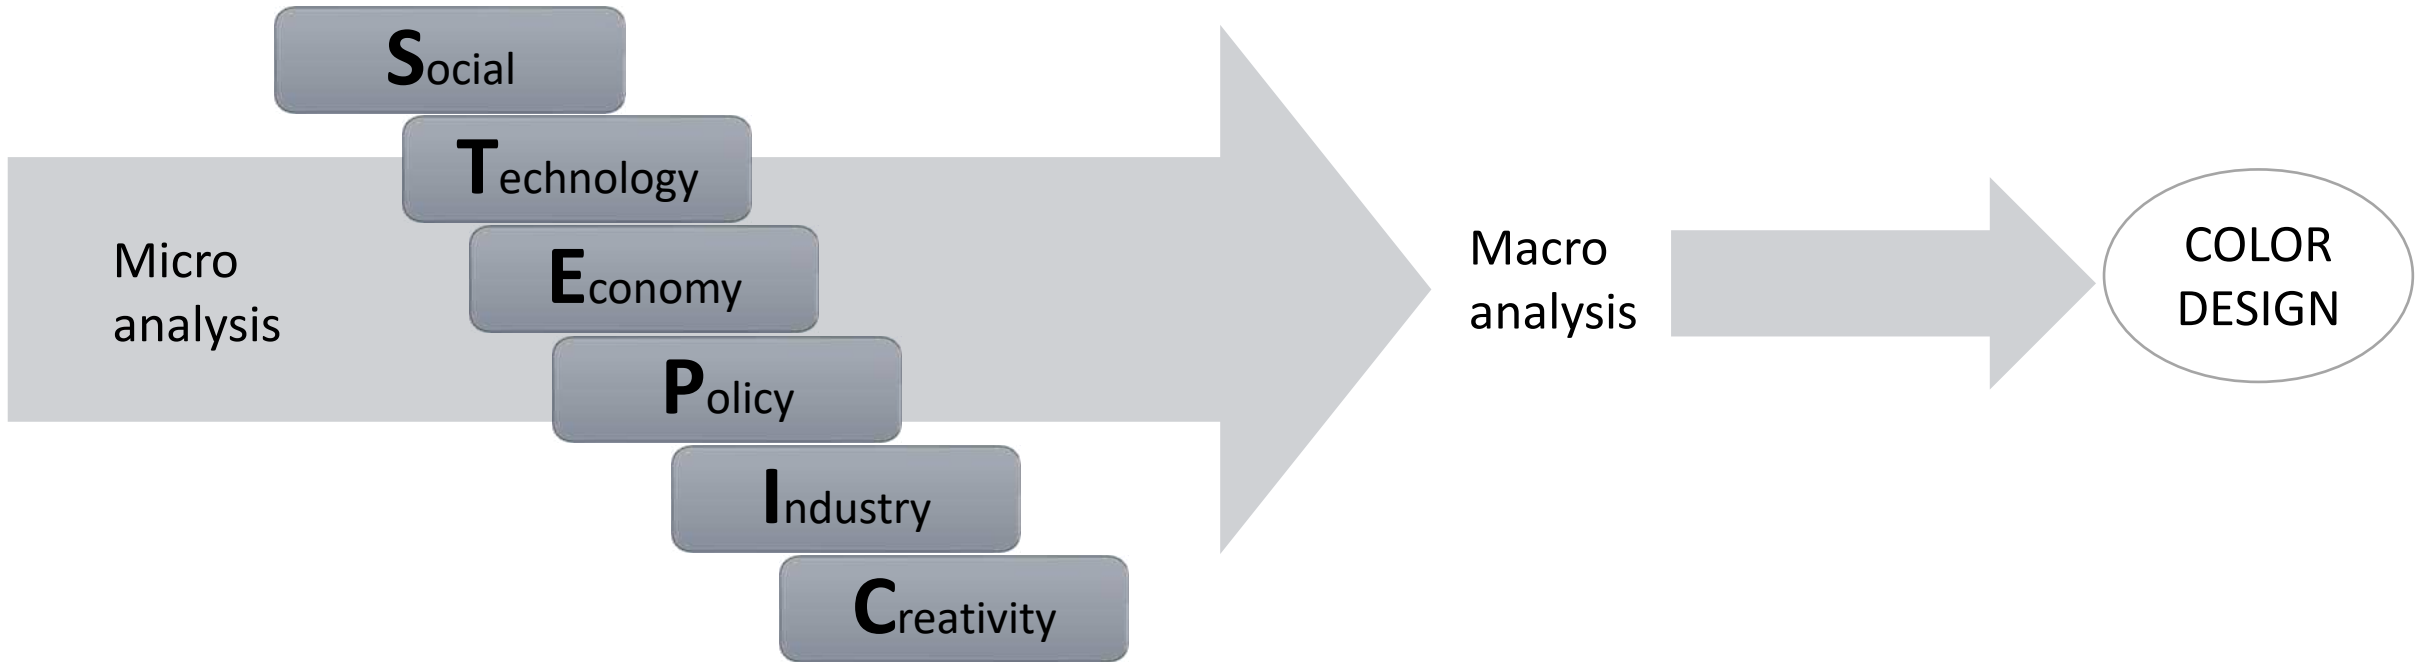 Social
Technology
Economy
Policy
Industry
Creativity
Micro
analysis
Macro
analysis
COLOR
DESIGN